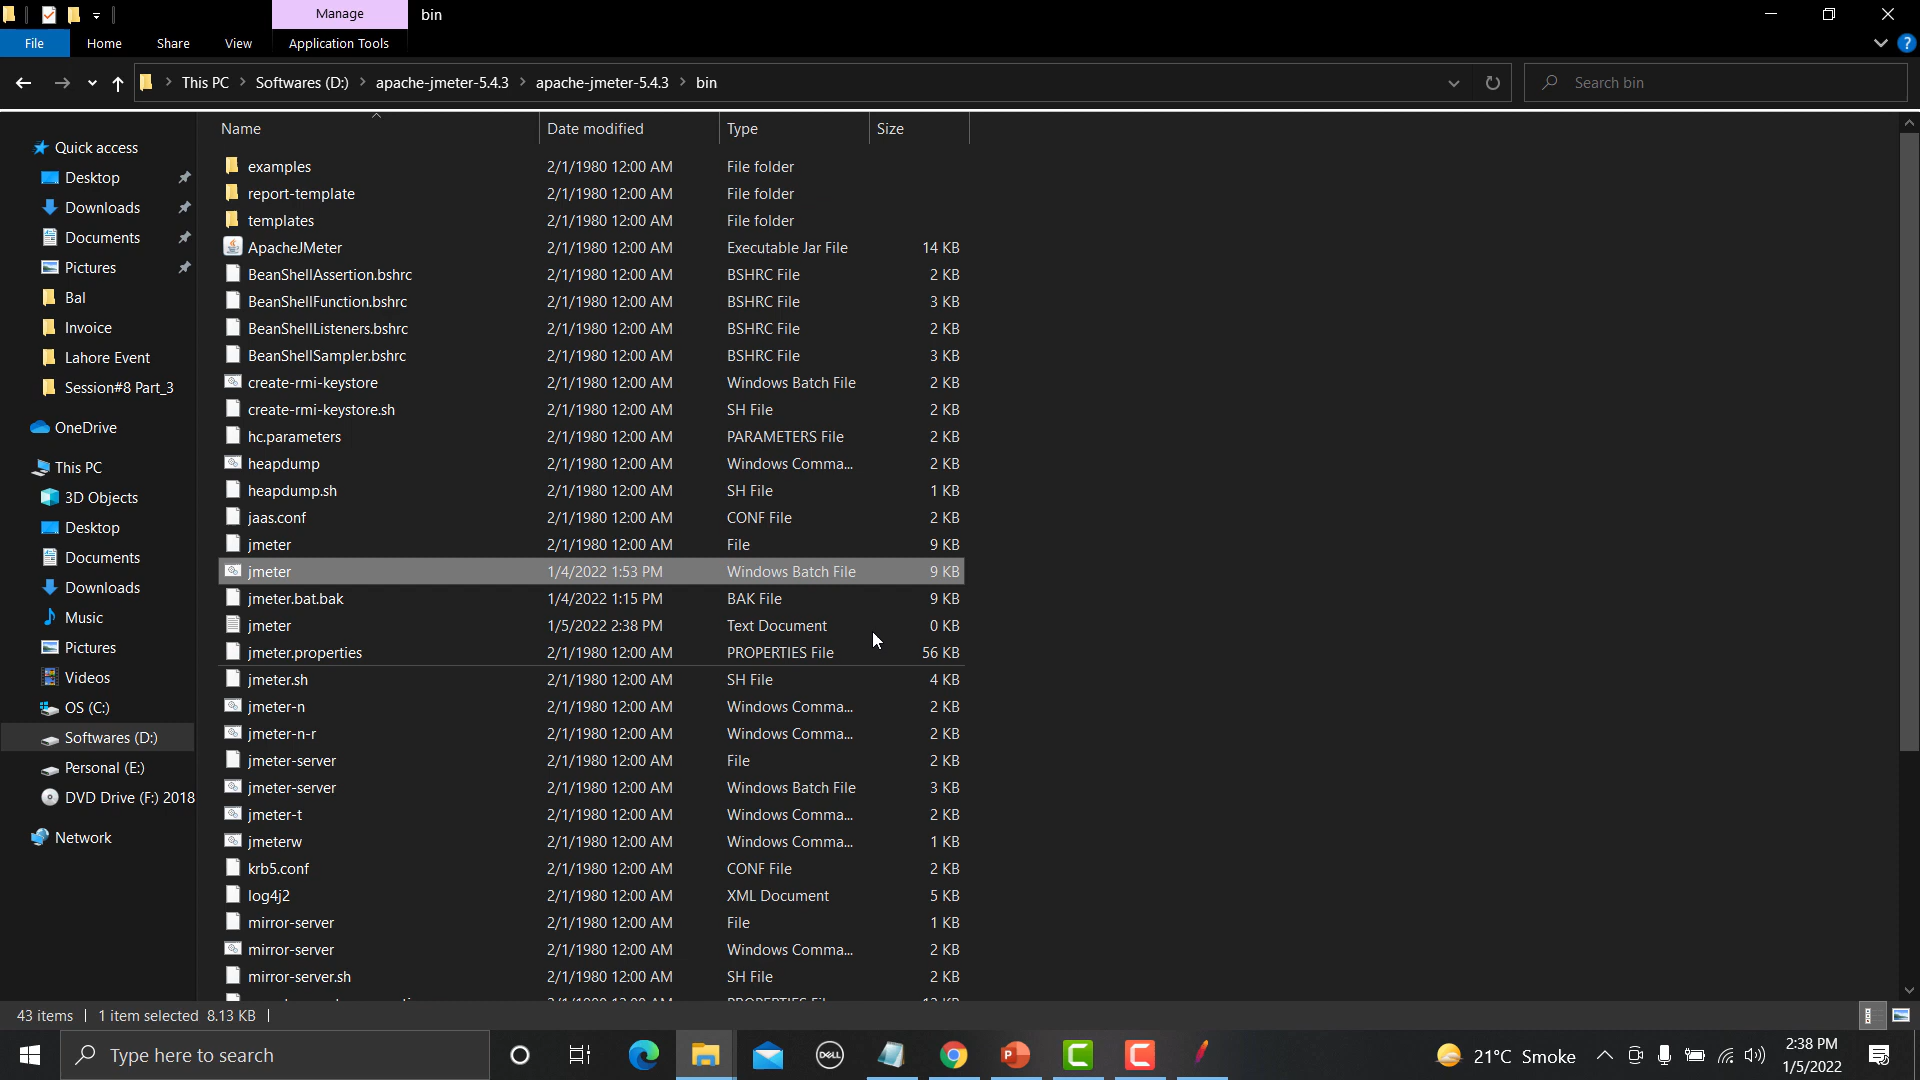 Manage bin
File Home Share View Application Tools
This PC Softwares (D:) apache-jmeter-5.4.3 apache-jmeter-5.4.3 bin Search bin
Quick access
Desktop
Downloads
Documents
Pictures
Bal
Invoice
Lahore Event
Session#8 Part_3
OneDrive
This PC
3D Objects
Desktop
Documents
Downloads
Music
Pictures
Videos
OS (C:)
Softwares (D:)
Personal (E:)
DVD Drive (F:) 2018
Network
Name Date modified Type Size
examples 2/1/1980 12:00 AM File folder
report-template 2/1/1980 12:00 AM File folder
templates 2/1/1980 12:00 AM File folder
ApacheJMeter 2/1/1980 12:00 AM Executable Jar File 14 KB
BeanShellAssertion.bshrc 2/1/1980 12:00 AM BSHRC File 2 KB
BeanShellFunction.bshrc 2/1/1980 12:00 AM BSHRC File 3 KB
BeanShellListeners.bshrc 2/1/1980 12:00 AM BSHRC File 2 KB
BeanShellSampler.bshrc 2/1/1980 12:00 AM BSHRC File 3 KB
create-rmi-keystore 2/1/1980 12:00 AM Windows Batch File 2 KB
create-rmi-keystore.sh 2/1/1980 12:00 AM SH File 2 KB
hc.parameters 2/1/1980 12:00 AM PARAMETERS File 2 KB
heapdump 2/1/1980 12:00 AM Windows Comma... 2 KB
heapdump.sh 2/1/1980 12:00 AM SH File 1 KB
jaas.conf 2/1/1980 12:00 AM CONF File 2 KB
jmeter 2/1/1980 12:00 AM File 9 KB
jmeter 1/4/2022 1:53 PM Windows Batch File 9 KB
jmeter.bat.bak 1/4/2022 1:15 PM BAK File 9 KB
jmeter 1/5/2022 2:38 PM Text Document 0 KB
jmeter.properties 2/1/1980 12:00 AM PROPERTIES File 56 KB
jmeter.sh 2/1/1980 12:00 AM SH File 4 KB
jmeter-n 2/1/1980 12:00 AM Windows Comma... 2 KB
jmeter-n-r 2/1/1980 12:00 AM Windows Comma... 2 KB
jmeter-server 2/1/1980 12:00 AM File 2 KB
jmeter-server 2/1/1980 12:00 AM Windows Batch File 3 KB
jmeter-t 2/1/1980 12:00 AM Windows Comma... 2 KB
jmeterw 2/1/1980 12:00 AM Windows Comma... 1 KB
krb5.conf 2/1/1980 12:00 AM CONF File 2 KB
log4j2 2/1/1980 12:00 AM XML Document 5 KB
mirror-server 2/1/1980 12:00 AM File 1 KB
mirror-server 2/1/1980 12:00 AM Windows Comma... 2 KB
mirror-server.sh 2/1/1980 12:00 AM SH File 2 KB
43 items 1 item selected 8.13 KB
Type here to search DELL 21°C Smoke 2:38 PM
1/5/2022